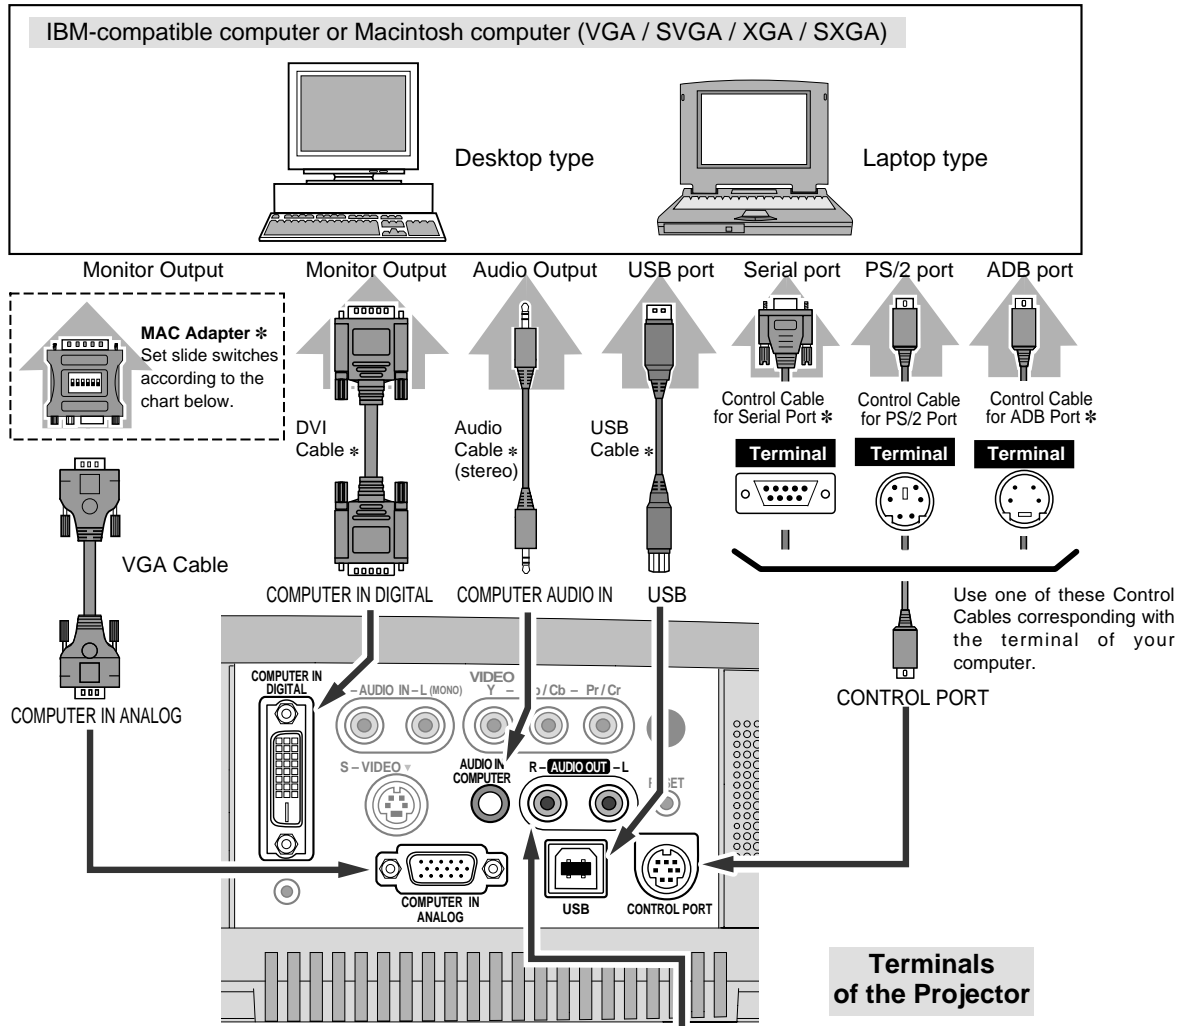 IBM-compatible computer or Macintosh computer (VGA / SVGA / XGA / SXGA)
Desktop type
Laptop type
Monitor Output
Monitor Output
Audio Output
USB port
Serial port
PS/2 port
ADB port
MAC Adapter ✻
Set slide switches
according to the
chart below.
DVI
Cable ✻
Audio
Cable ✻
(stereo)
USB
Cable ✻
Control Cable
for Serial Port ✻
Control Cable
for PS/2 Port
Control Cable
for ADB Port ✻
Terminal
Terminal
Terminal
VGA Cable
COMPUTER IN DIGITAL
COMPUTER AUDIO IN
USB
Use one of these Control
Cables corresponding with
the terminal of your
computer.
COMPUTER IN ANALOG
CONTROL PORT
COMPUTER IN
DIGITAL
– AUDIO IN – L (MONO)
VIDEO
Y – / Cb – Pr / Cr
S – VIDEO ▼
AUDIO IN
COMPUTER
R – AUDIO OUT – L
COMPUTER IN
ANALOG
USB
CONTROL PORT
Terminals
of the Projector